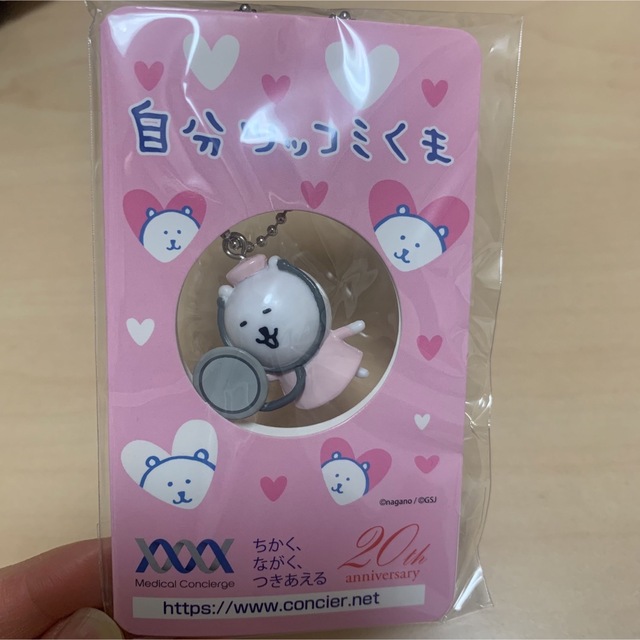 自分ツッコミくま
©nagano / ©GSJ
Medical Concierge
ちかく、
ながく、
つきあえる
20th
anniversary
https://www.concier.net